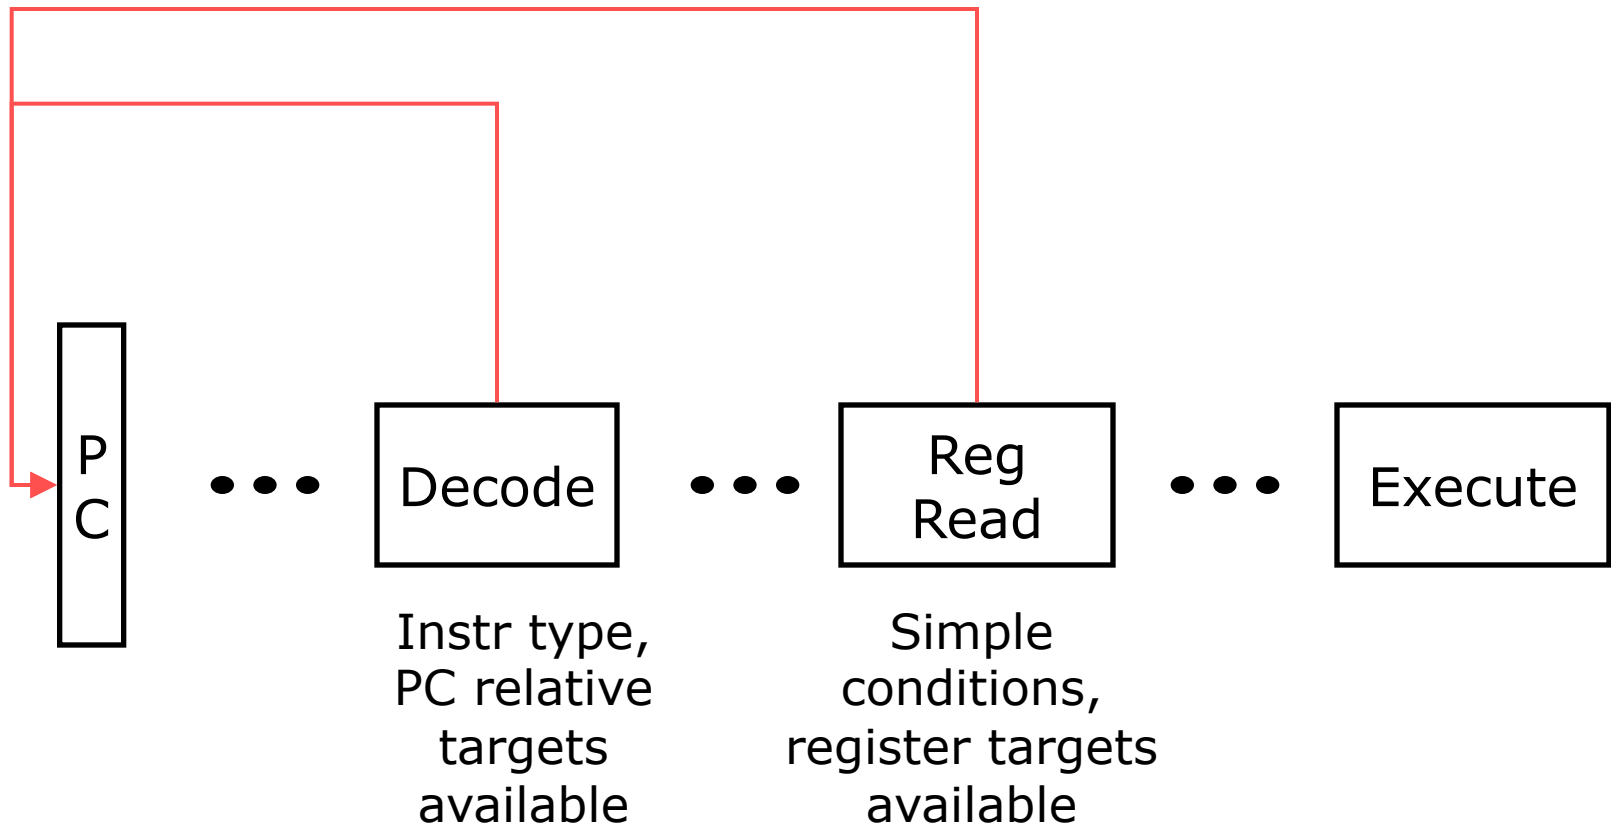 P
C
Decode
Reg
Read
Execute
Instr type,
PC relative
targets
available
Simple
conditions,
register targets
available